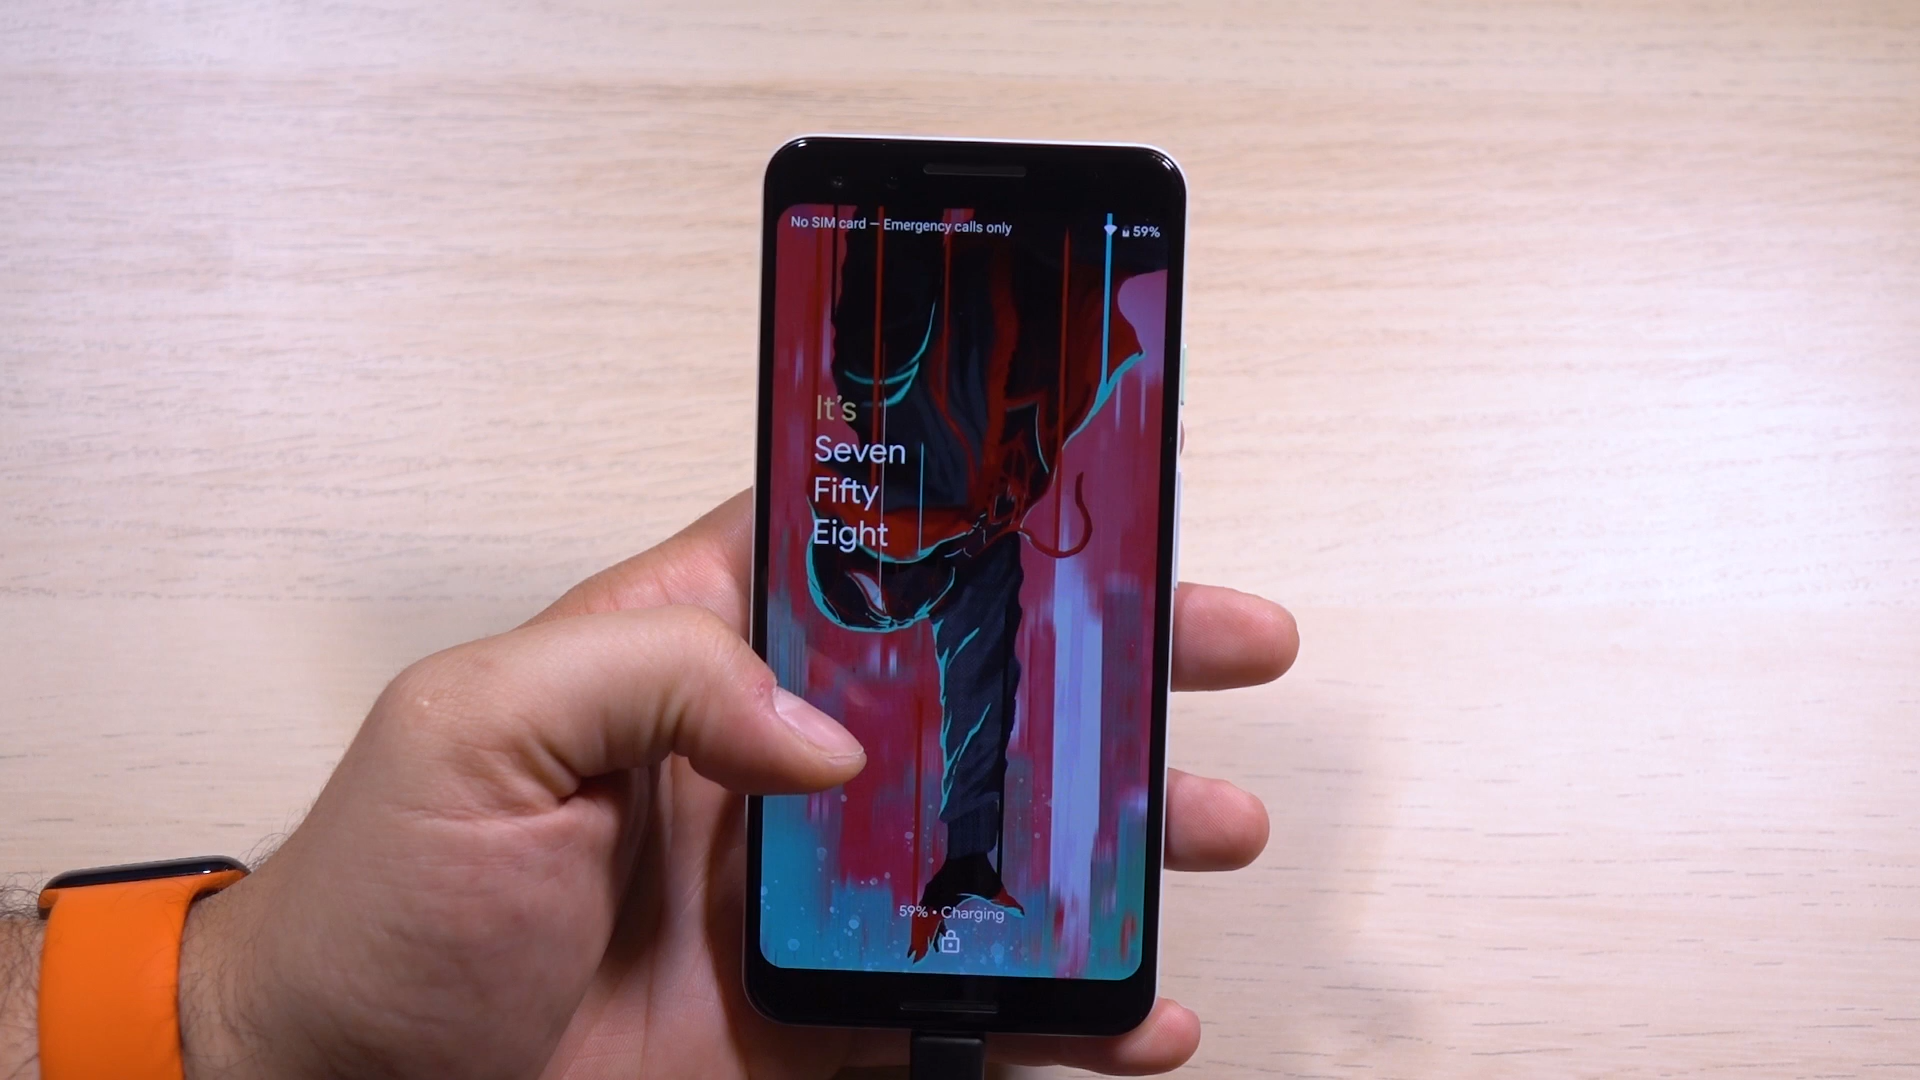 No SIM card — Emergency calls only
59%
It's
Seven
Fifty
Eight
59% • Charging